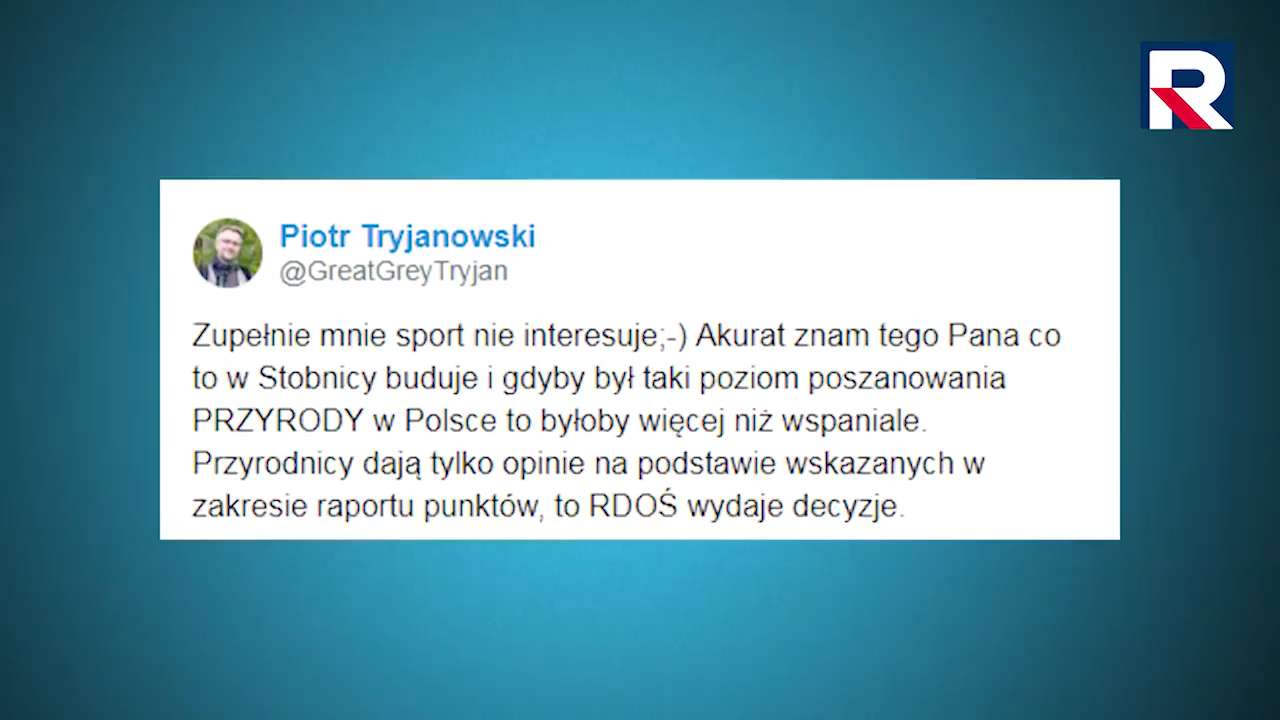 R
Piotr Tryjanowski
@GreatGreyTryjan
Zupełnie mnie sport nie interesuje;-) Akurat znam tego Pana co
to w Stobnicy buduje i gdyby był taki poziom poszanowania
PRZYRODY w Polsce to byłoby więcej niż wspaniale.
Przyrodnicy dają tylko opinie na podstawie wskazanych w
zakresie raportu punktów, to RDOŚ wydaje decyzje.